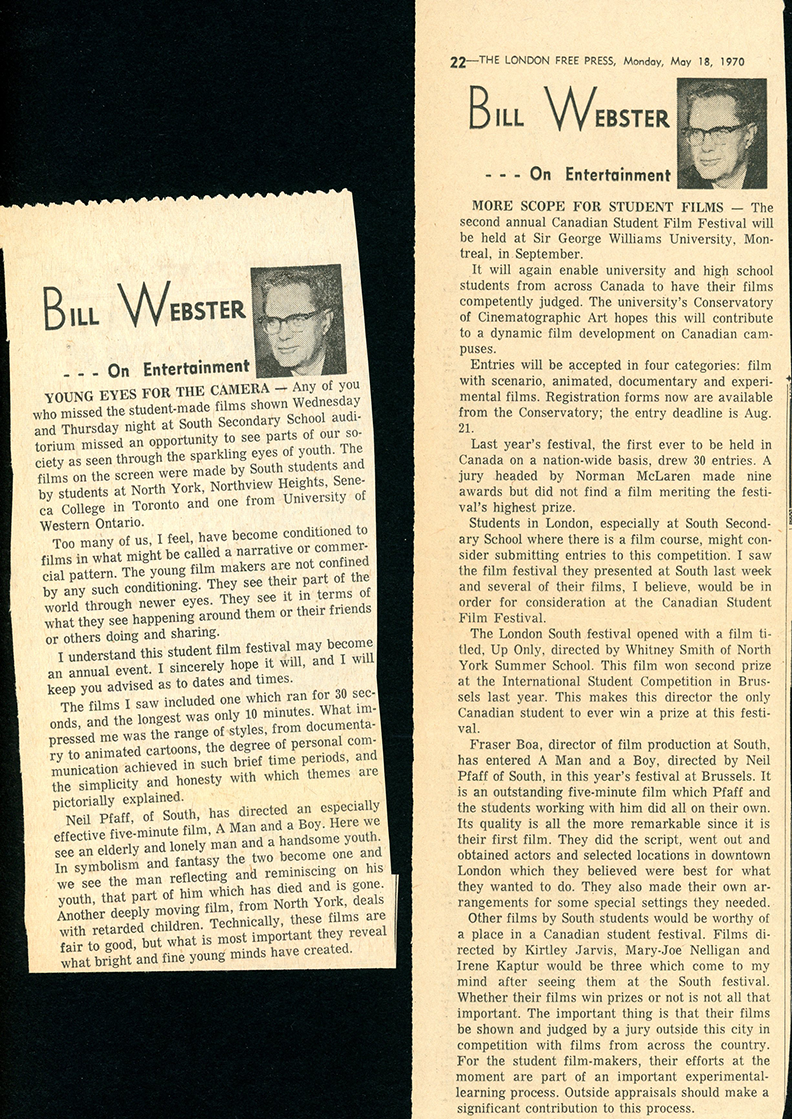 BILL WEBSTER
- - - On Entertainment
YOUNG EYES FOR THE CAMERA — Any of you
who missed the student-made films shown Wednesday
and Thursday night at South Secondary School audi-
torium missed an opportunity to see parts of our so-
ciety as seen through the sparkling eyes of youth. The
films on the screen were made by South students and
by students at North York, Northview Heights, Sene-
ca College in Toronto and one from University of
Western Ontario.
Too many of us, I feel, have become conditioned to
films in what might be called a narrative or commer-
cial pattern. The young film makers are not confined
by any such conditioning. They see their part of the
world through newer eyes. They see it in terms of
what they see happening around them or their friends
or others doing and sharing.
I understand this student film festival may become
an annual event. I sincerely hope it will, and I will
keep you advised as to dates and times.
The films I saw included one which ran for 30 sec-
onds, and the longest was only 10 minutes. What im-
pressed me was the range of styles, from documenta-
ry to animated cartoons, the degree of personal com-
munication achieved in such brief time periods, and
the simplicity and honesty with which themes are
pictorially explained.
Neil Pfaff, of South, has directed an especially
effective five-minute film, A Man and a Boy. Here we
see an elderly and lonely man and a handsome youth.
In symbolism and fantasy the two become one and
we see the man reflecting and reminiscing on his
youth, that part of him which has died and is gone.
Another deeply moving film, from North York, deals
with retarded children. Technically, these films are
fair to good, but what is most important they reveal
what bright and fine young minds have created.
22—THE LONDON FREE PRESS, Monday, May 18, 1970
BILL WEBSTER
- - - On Entertainment
MORE SCOPE FOR STUDENT FILMS — The
second annual Canadian Student Film Festival will
be held at Sir George Williams University, Mon-
treal, in September.
It will again enable university and high school
students from across Canada to have their films
competently judged. The university's Conservatory
of Cinematographic Art hopes this will contribute
to a dynamic film development on Canadian cam-
puses.
Entries will be accepted in four categories: film
with scenario, animated, documentary and experi-
mental films. Registration forms now are available
from the Conservatory; the entry deadline is Aug.
21.
Last year's festival, the first ever to be held in
Canada on a nation-wide basis, drew 30 entries. A
jury headed by Norman McLaren made nine
awards but did not find a film meriting the festi-
val's highest prize.
Students in London, especially at South Second-
ary School where there is a film course, might con-
sider submitting entries to this competition. I saw
the film festival they presented at South last week
and several of their films, I believe, would be in
order for consideration at the Canadian Student
Film Festival.
The London South festival opened with a film ti-
tled, Up Only, directed by Whitney Smith of North
York Summer School. This film won second prize
at the International Student Competition in Brus-
sels last year. This makes this director the only
Canadian student to ever win a prize at this festi-
val.
Fraser Boa, director of film production at South,
has entered A Man and a Boy, directed by Neil
Pfaff of South, in this year's festival at Brussels. It
is an outstanding five-minute film which Pfaff and
the students working with him did all on their own.
Its quality is all the more remarkable since it is
their first film. They did the script, went out and
obtained actors and selected locations in downtown
London which they believed were best for what
they wanted to do. They also made their own ar-
rangements for some special settings they needed.
Other films by South students would be worthy of
a place in a Canadian student festival. Films di-
rected by Kirtley Jarvis, Mary-Joe Nelligan and
Irene Kaptur would be three which come to my
mind after seeing them at the South festival.
Whether their films win prizes or not is not all that
important. The important thing is that their films
be shown and judged by a jury outside this city in
competition with films from across the country.
For the student film-makers, their efforts at the
moment are part of an important experimental-
learning process. Outside appraisals should make a
significant contribution to this process.